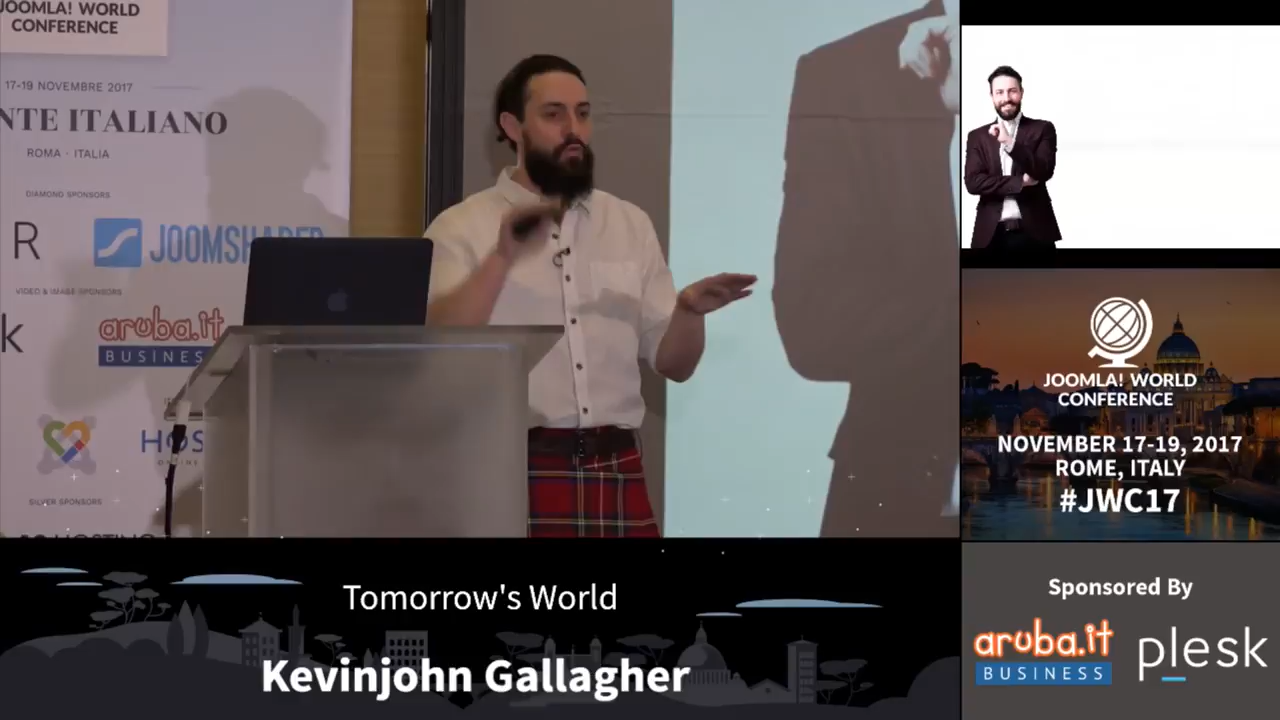 JOOMLA! WORLD
CONFERENCE
17-19 NOVEMBRE 2017
NTE ITALIANO
ROMA · ITALIA
DIAMOND SPONSORS
R
JOOMSHAPER
VIDEO & IMAGE SPONSORS
k
aruba.it
BUSINESS
HOS
SILVER SPONSORS
HOSTING
Tomorrow's World
Kevinjohn Gallagher
JOOMLA! WORLD
CONFERENCE
NOVEMBER 17-19, 2017
ROME, ITALY
#JWC17
Sponsored By
aruba.it
BUSINESS
plesk